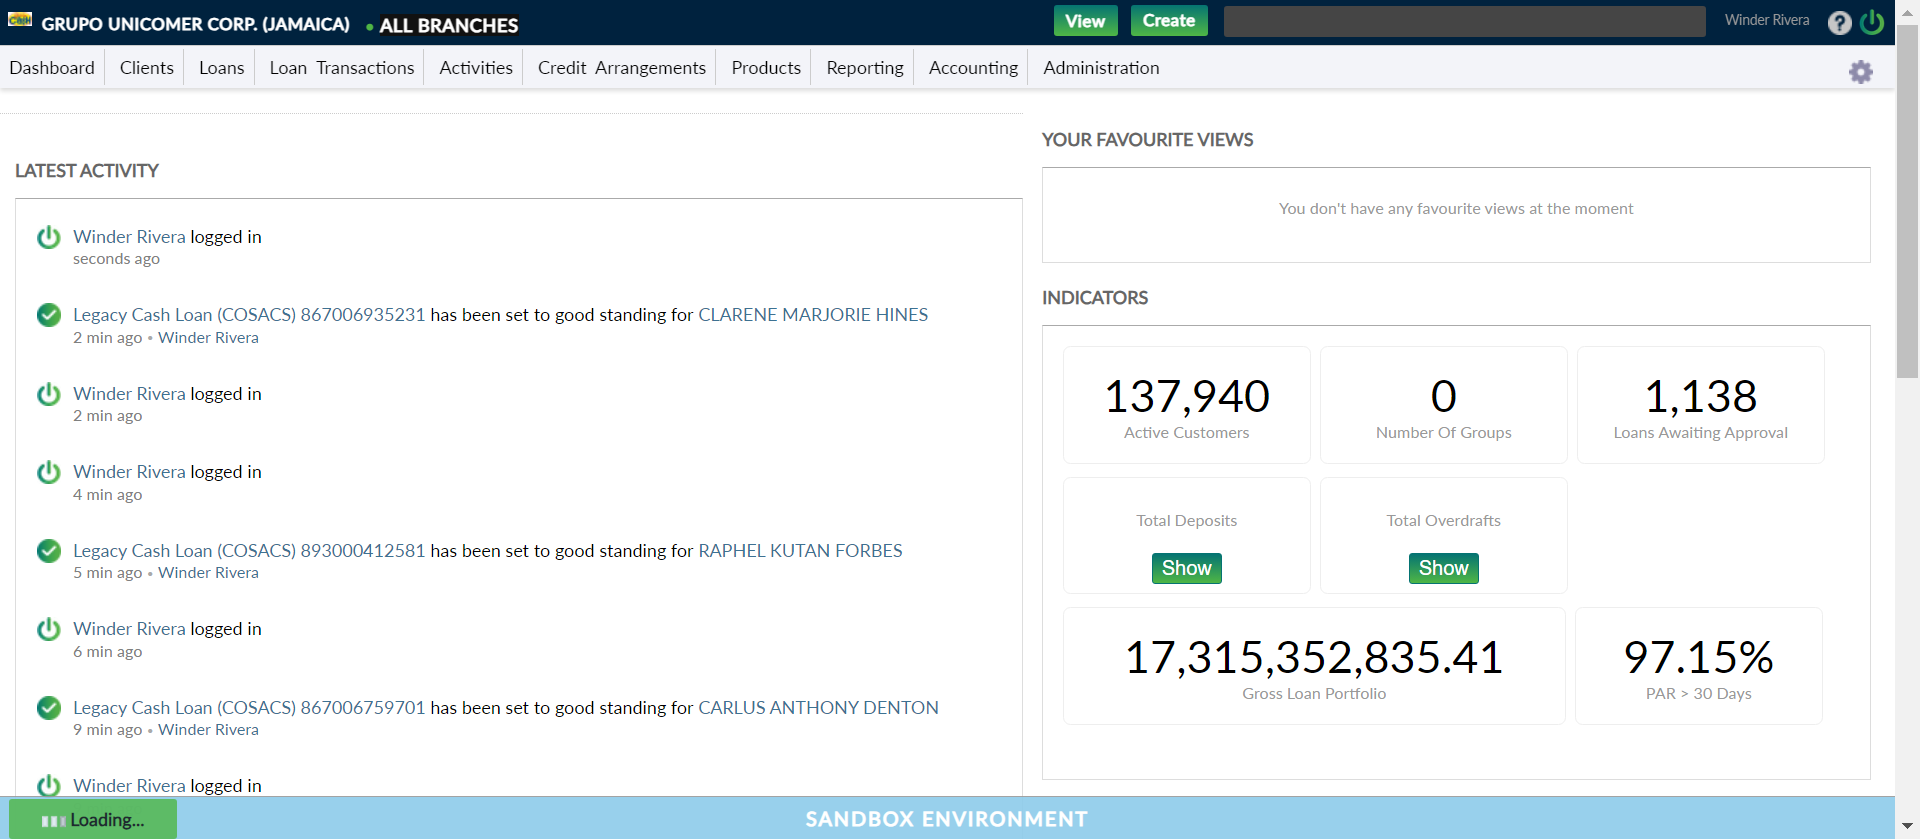 Cash GRUPO UNICOMER CORP. (JAMAICA) • ALL BRANCHES View Create Winder Rivera ?
Dashboard Clients Loans Loan Transactions Activities Credit Arrangements Products Reporting Accounting Administration
LATEST ACTIVITY
Winder Rivera logged in
seconds ago
Legacy Cash Loan (COSACS) 867006935231 has been set to good standing for CLARENE MARJORIE HINES
2 min ago • Winder Rivera
Winder Rivera logged in
2 min ago
Winder Rivera logged in
4 min ago
Legacy Cash Loan (COSACS) 893000412581 has been set to good standing for RAPHEL KUTAN FORBES
5 min ago • Winder Rivera
Winder Rivera logged in
6 min ago
Legacy Cash Loan (COSACS) 867006759701 has been set to good standing for CARLUS ANTHONY DENTON
9 min ago • Winder Rivera
Winder Rivera logged in
YOUR FAVOURITE VIEWS
You don't have any favourite views at the moment
INDICATORS
137,940
Active Customers
0
Number Of Groups
1,138
Loans Awaiting Approval
Total Deposits
Show
Total Overdrafts
Show
17,315,352,835.41
Gross Loan Portfolio
97.15%
PAR > 30 Days
Loading...
SANDBOX ENVIRONMENT